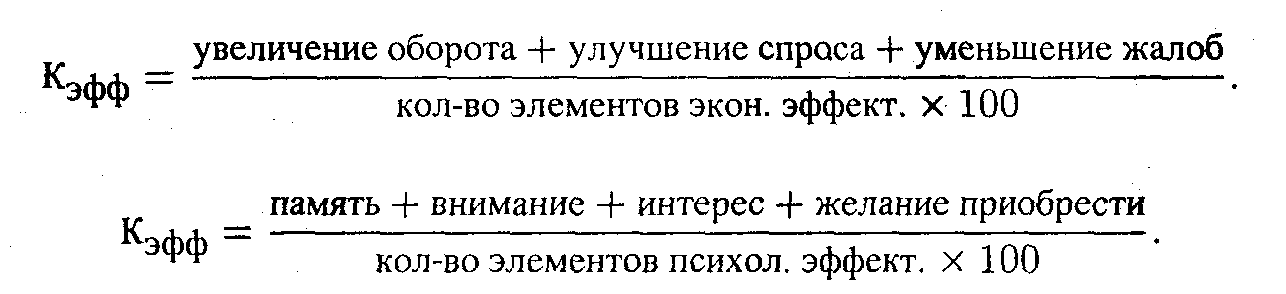 увеличение оборота + улучшение спроса + уменьшение жалоб
Кэфф = .
кол-во элементов экон. эффект. × 100
память + внимание + интерес + желание приобрести
Кэфф = .
кол-во элементов психол. эффект. × 100